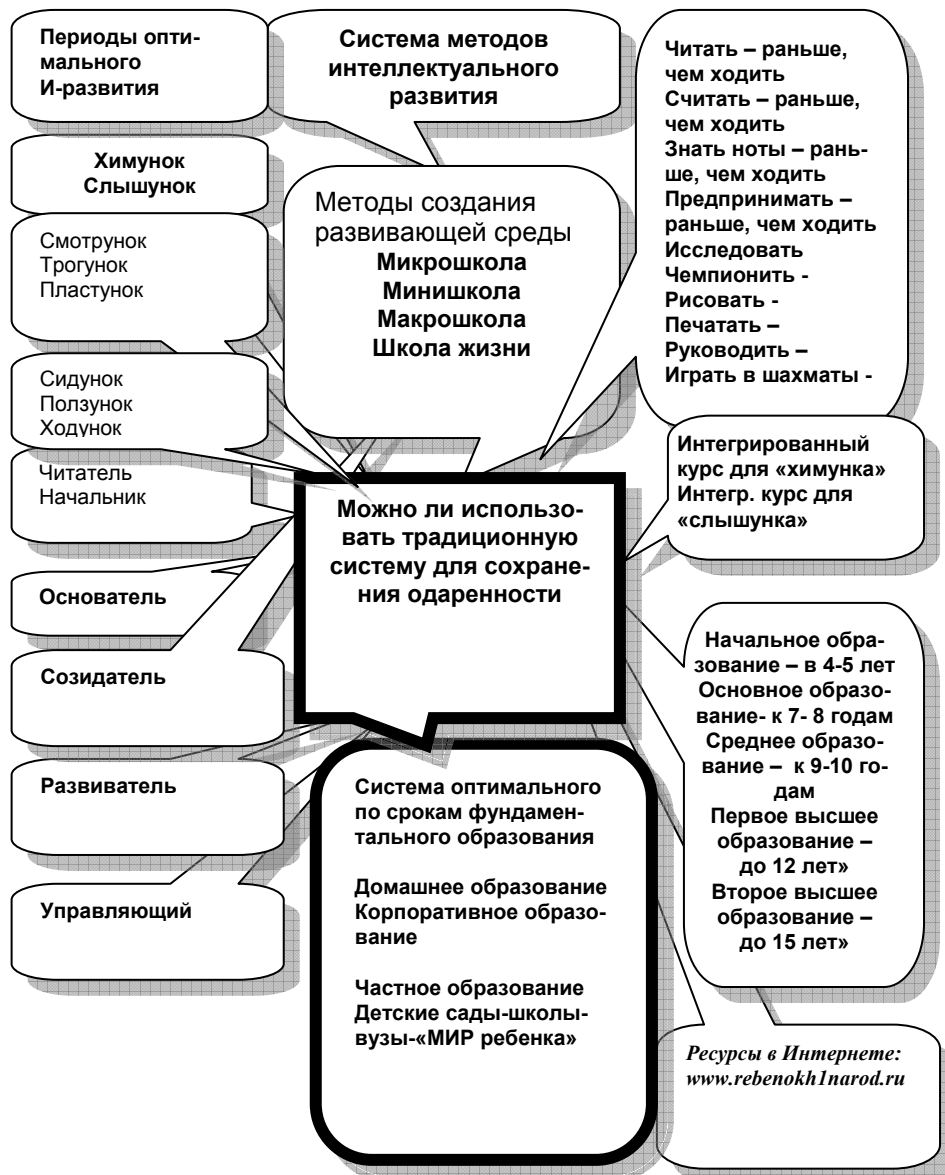 Периоды опти-
мального
И-развития
Система методов
интеллектуального
развития
Читать – раньше,
чем ходить
Считать – раньше,
чем ходить
Знать ноты – рань-
ше, чем ходить
Предпринимать –
раньше, чем ходить
Исследовать
Чемпионить -
Рисовать -
Печатать –
Руководить –
Играть в шахматы -
Химунок
Слышунок
Методы создания
развивающей среды
Микрошкола
Минишкола
Макрошкола
Школа жизни
Смотрунок
Трогунок
Пластунок
Сидунок
Ползунок
Ходунок
Читатель
Начальник
Интегрированный
курс для «химунка»
Интегр. курс для
«слышунка»
Можно ли использо-
вать традиционную
систему для сохране-
ния одаренности
Основатель
Созидатель
Развиватель
Управляющий
Начальное обра-
зование – в 4-5 лет
Основное образо-
вание- к 7- 8 годам
Среднее образо-
вание – к 9-10 го-
дам
Первое высшее
образование –
до 12 лет»
Второе высшее
образование –
до 15 лет»
Система оптимального
по срокам фундамен-
тального образования
Домашнее образование
Корпоративное образо-
вание
Частное образование
Детские сады-школы-
вузы-«МИР ребенка»
Ресурсы в Интернете:
www.rebenokh1narod.ru